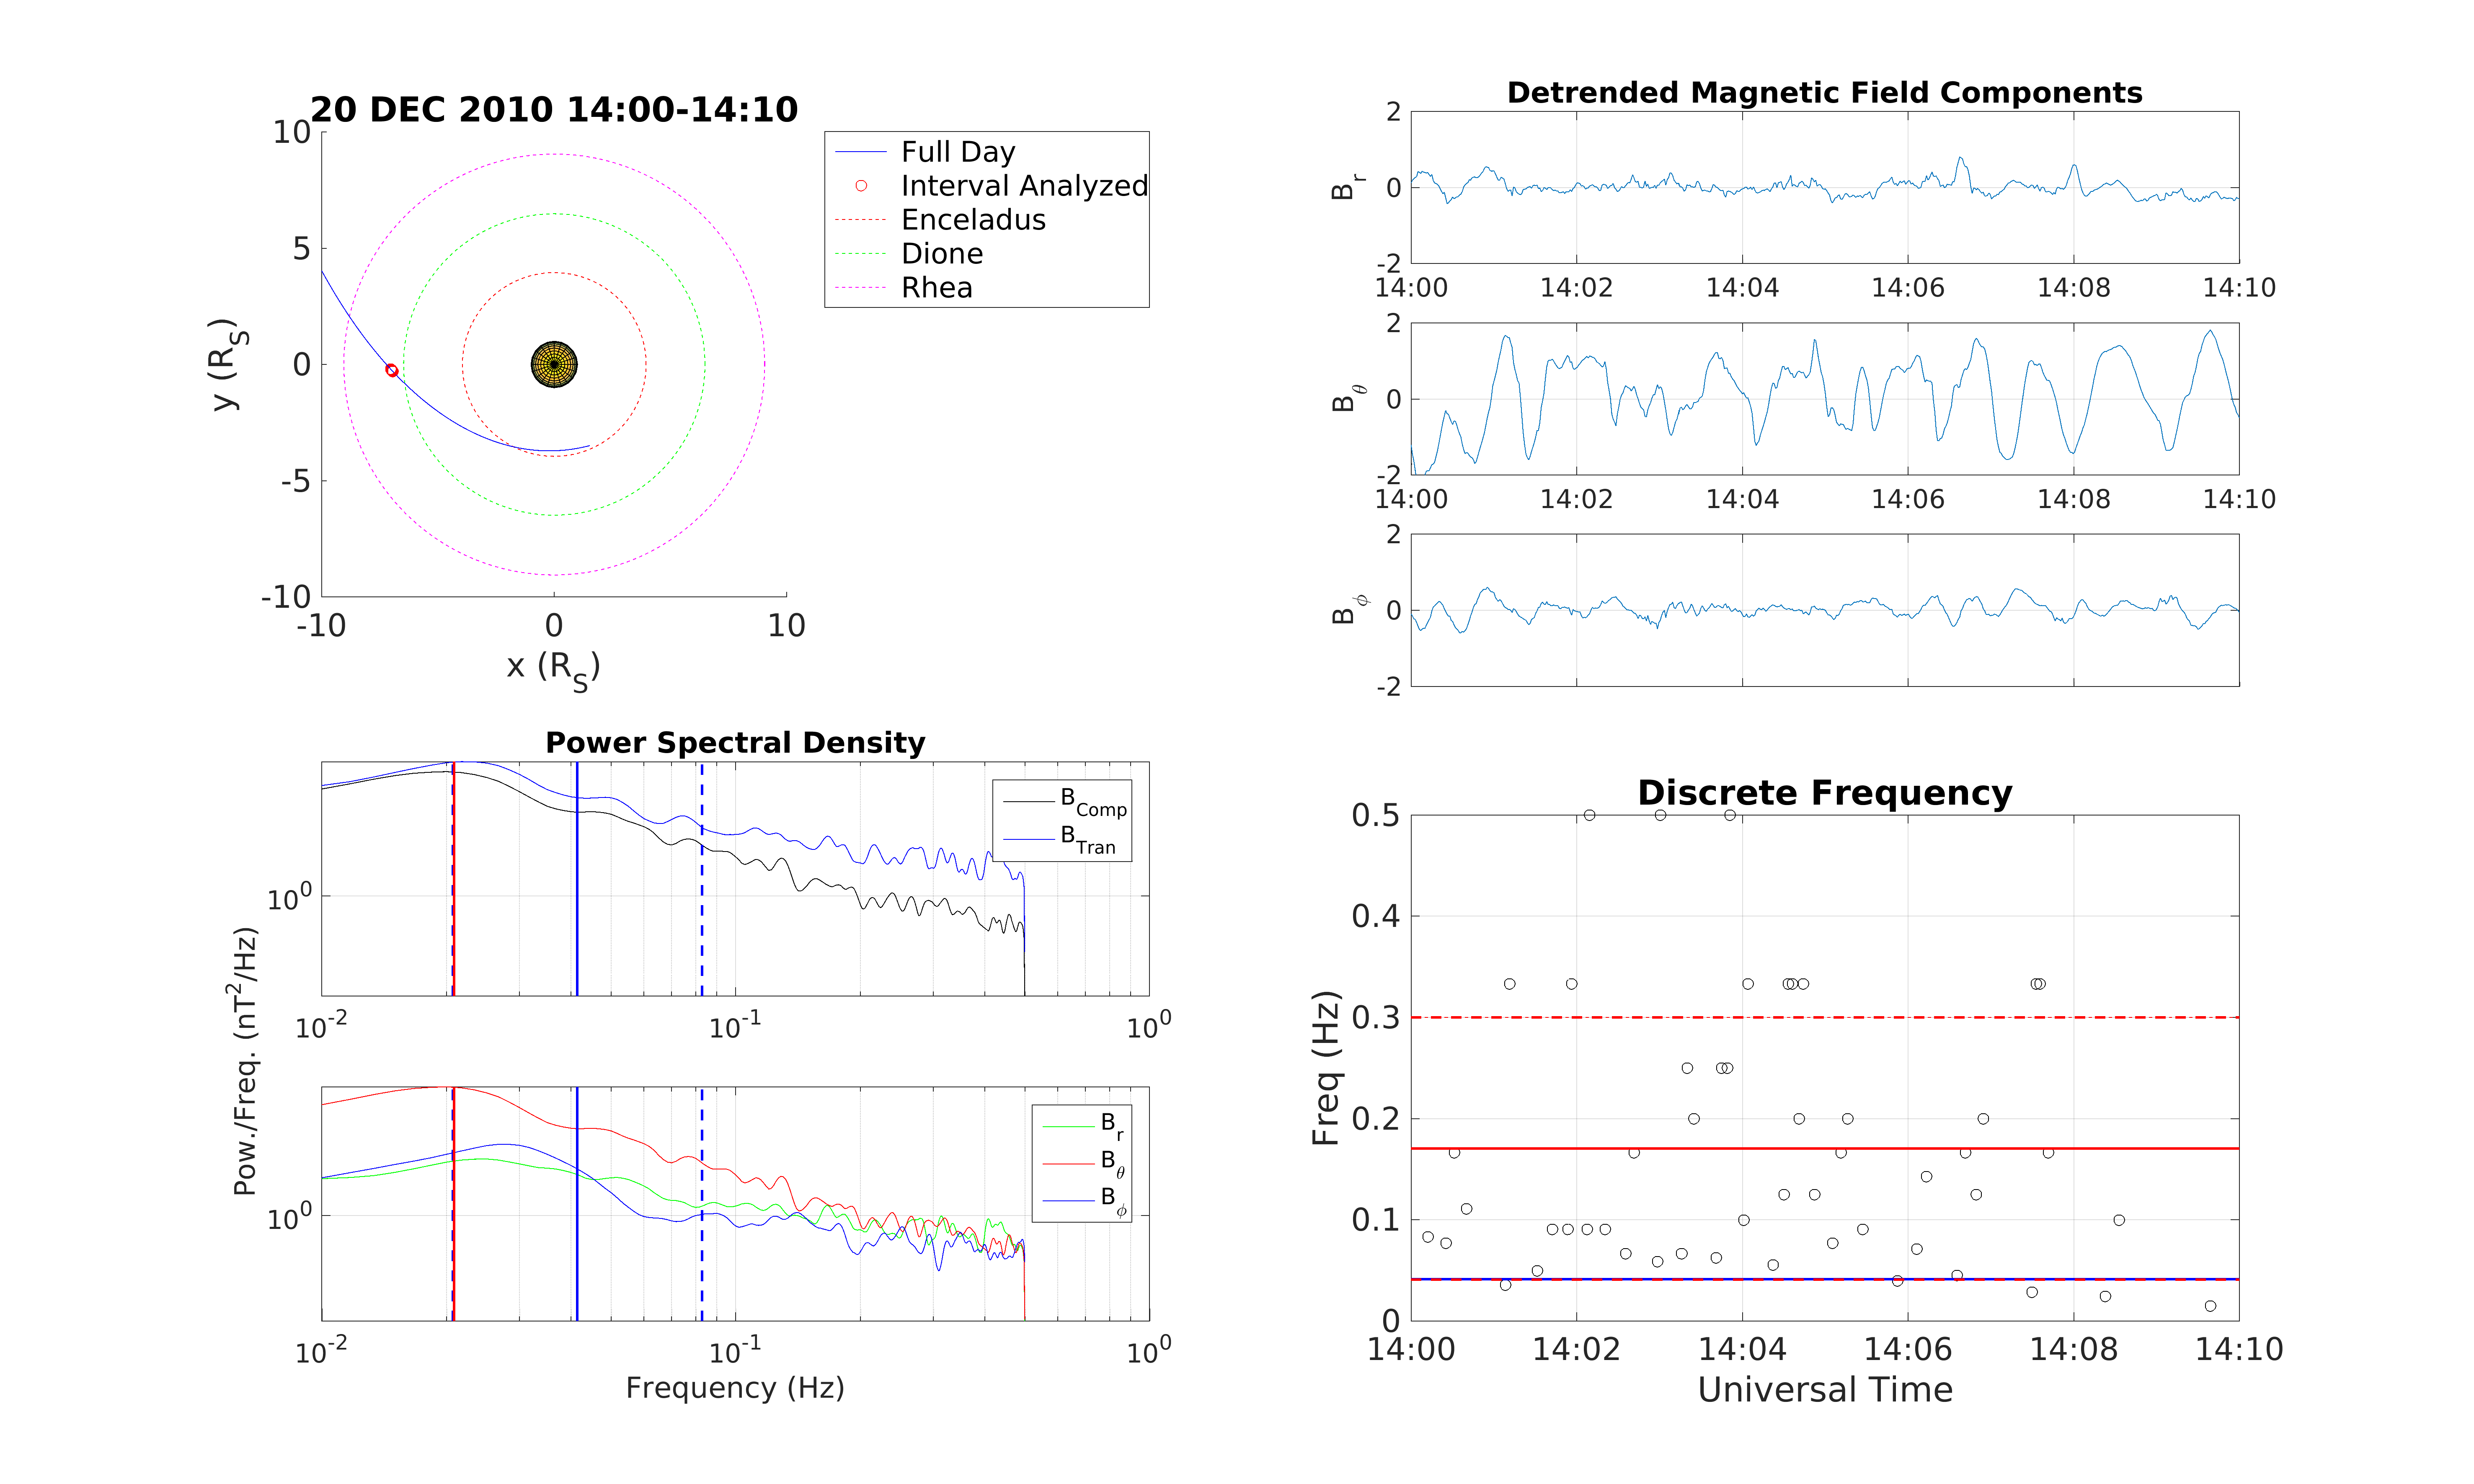 20 DEC 2010 14:00-14:10
10
5
0
-5
-10
-10 0 10
x (R_S)
y (R_S)
Full Day
Interval Analyzed
Enceladus
Dione
Rhea
Detrended Magnetic Field Components
B_r
2
0
-2
14:00 14:02 14:04 14:06 14:08 14:10
B_θ
2
0
-2
14:00 14:02 14:04 14:06 14:08 14:10
B_ϕ
2
0
-2
Power Spectral Density
Pow./Freq. (nT^2/Hz)
10^0
10^-2 10^-1 10^0
B_Comp
B_Tran
10^0
10^-2 10^-1 10^0
B_r
B_θ
B_ϕ
Frequency (Hz)
Discrete Frequency
Freq (Hz)
0.5
0.4
0.3
0.2
0.1
0
14:00 14:02 14:04 14:06 14:08 14:10
Universal Time